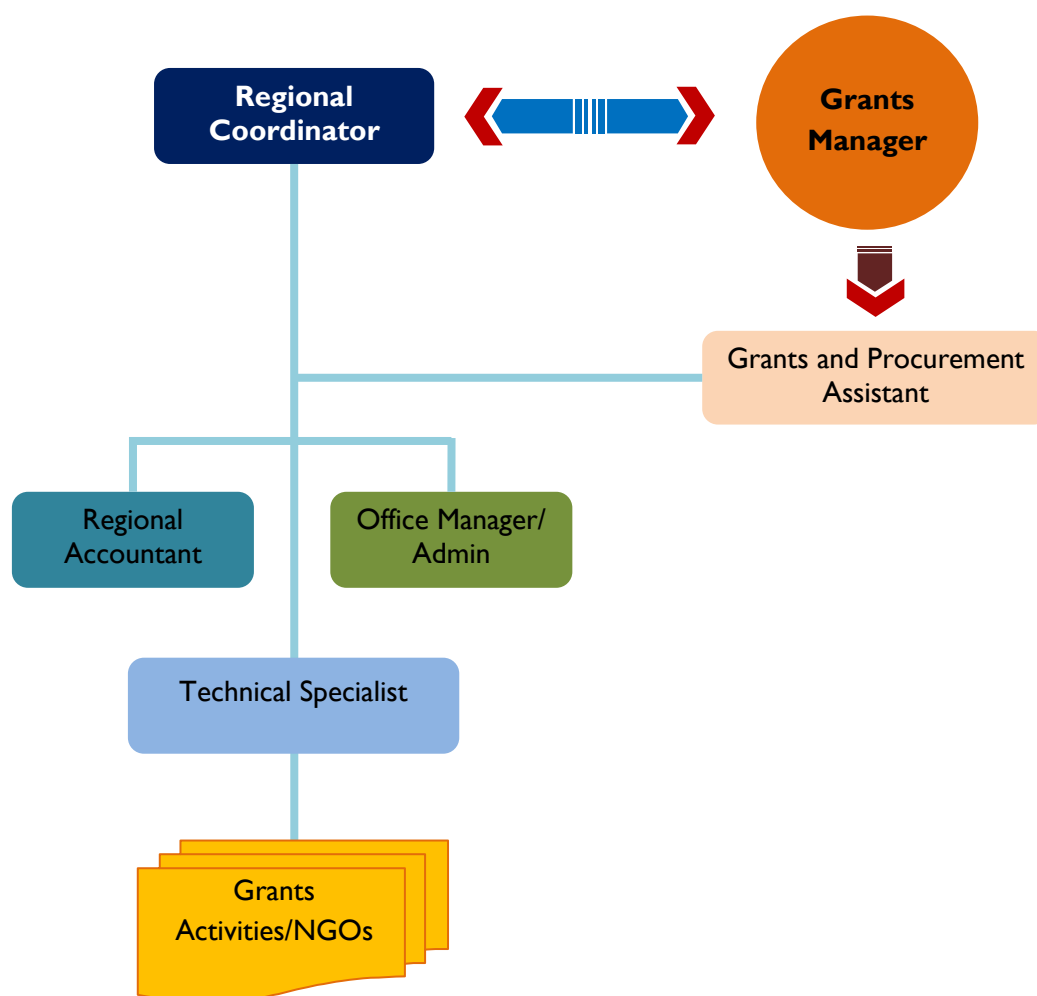 Regional
Coordinator
Grants
Manager
Grants and Procurement
Assistant
Regional
Accountant
Office Manager/
Admin
Technical Specialist
Grants
Activities/NGOs